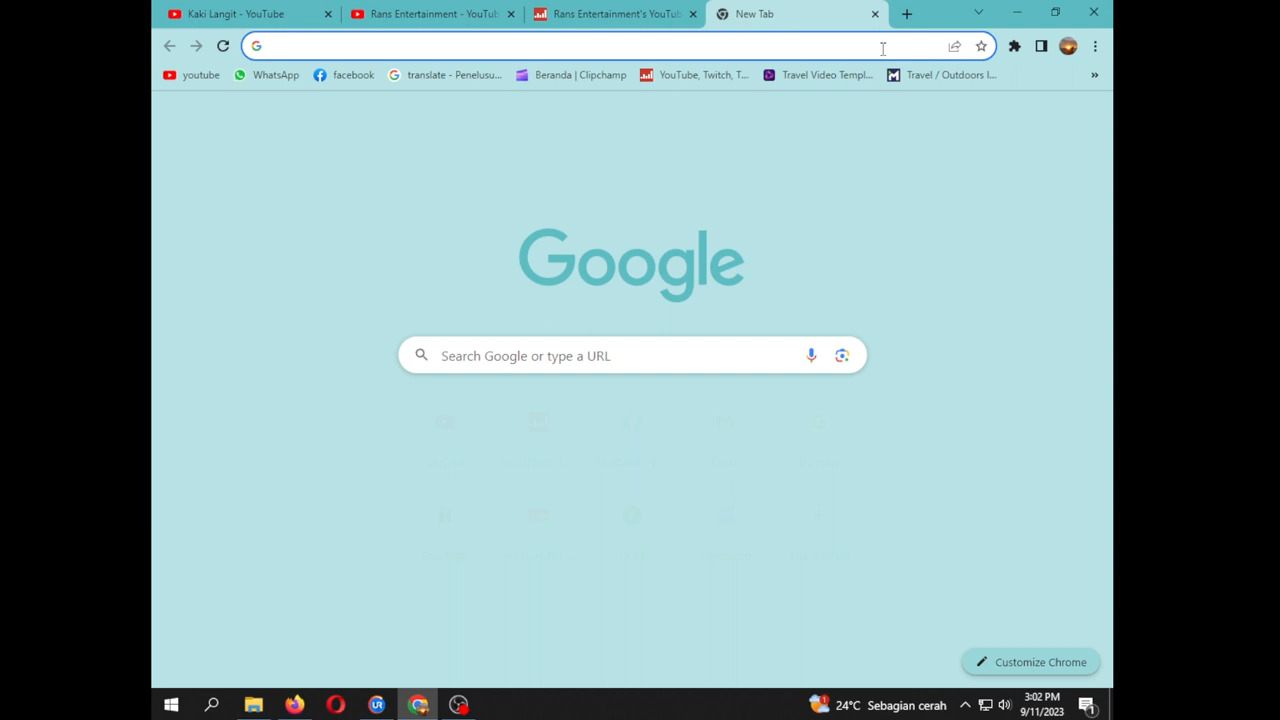 Kaki Langit - YouTube
Rans Entertainment - YouTub
Rans Entertainment's YouTu
New Tab
youtube
WhatsApp
facebook
translate - Penelusu...
Beranda | Clipchamp
YouTube, Twitch, T...
Travel Video Templ...
Travel / Outdoors I...
»
Google
Search Google or type a URL
Customize Chrome
24°C Sebagian cerah
3:02 PM
9/11/2023